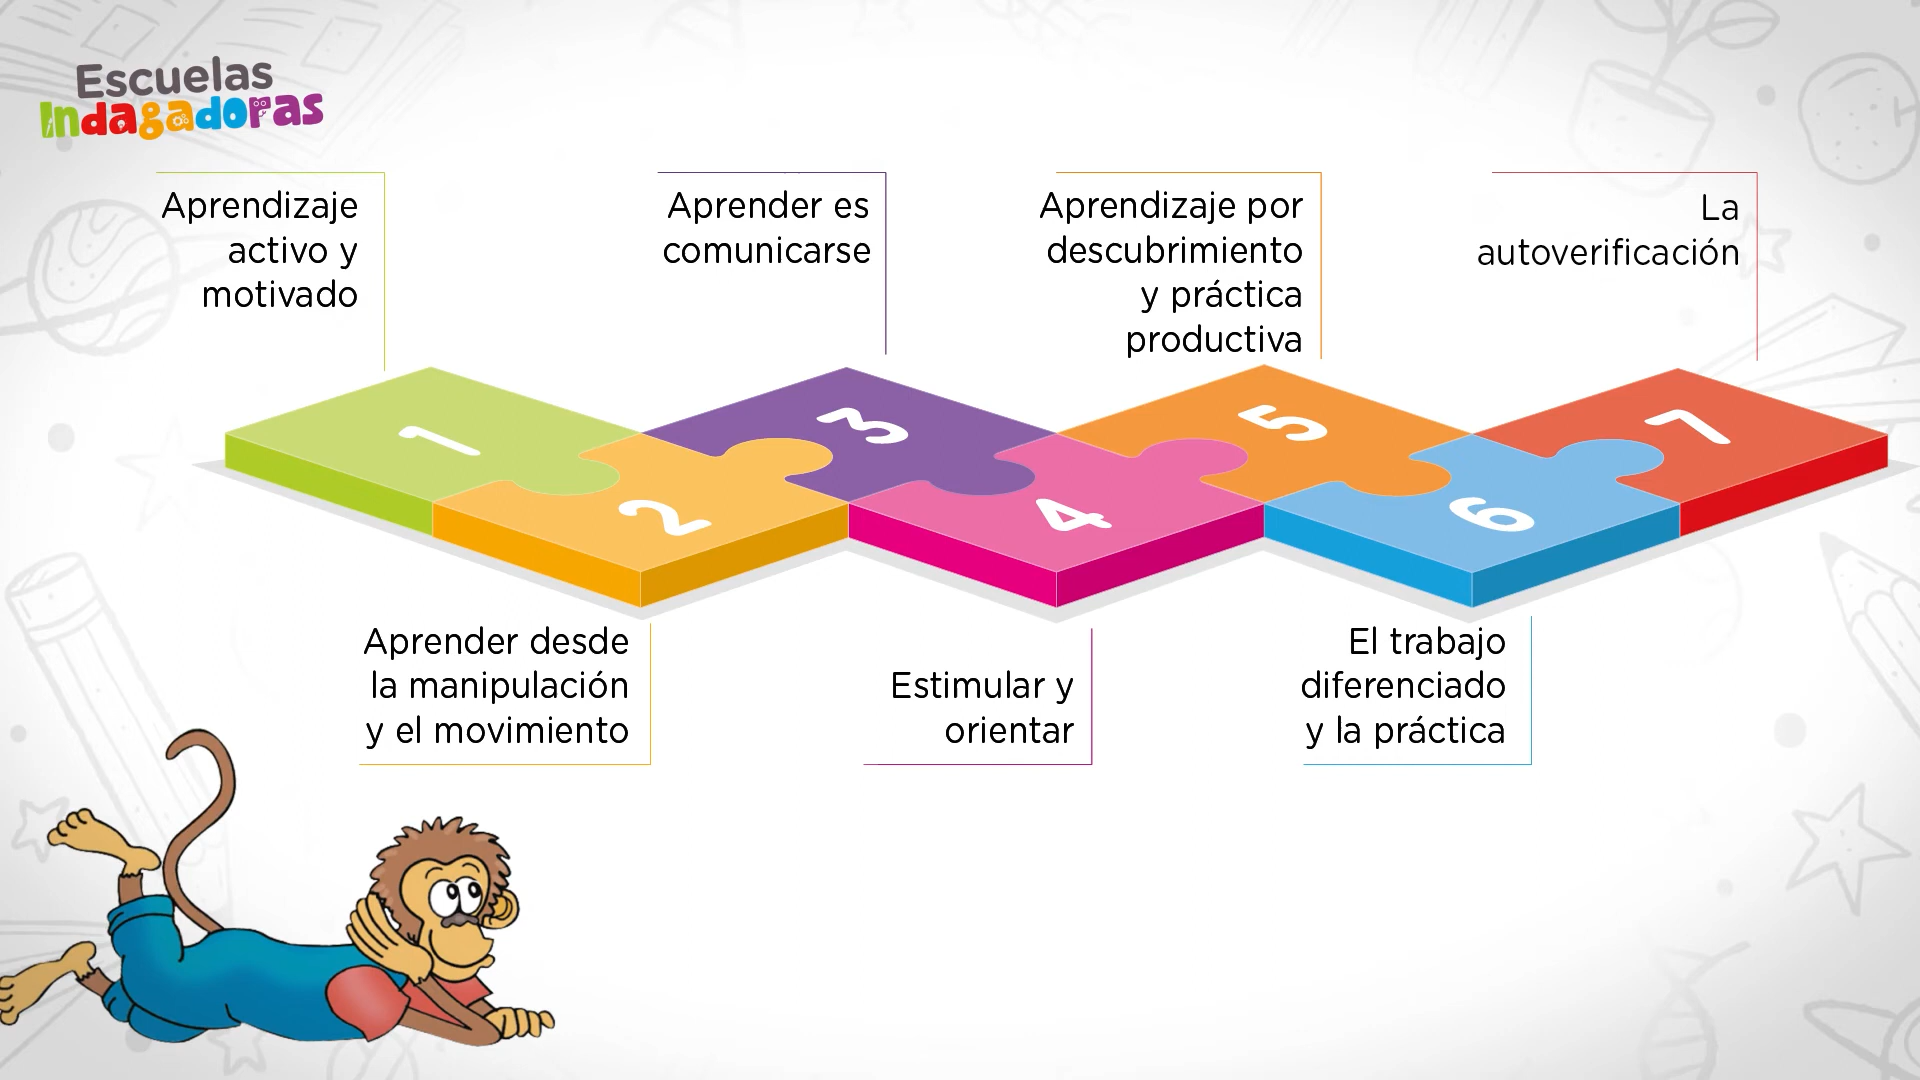 Escuelas
Indagadoras
Aprendizaje
activo y
motivado
Aprender es
comunicarse
Aprendizaje por
descubrimiento
y práctica
productiva
La
autoverificación
1
2
3
4
5
6
7
Aprender desde
la manipulación
y el movimiento
Estimular y
orientar
El trabajo
diferenciado
y la práctica